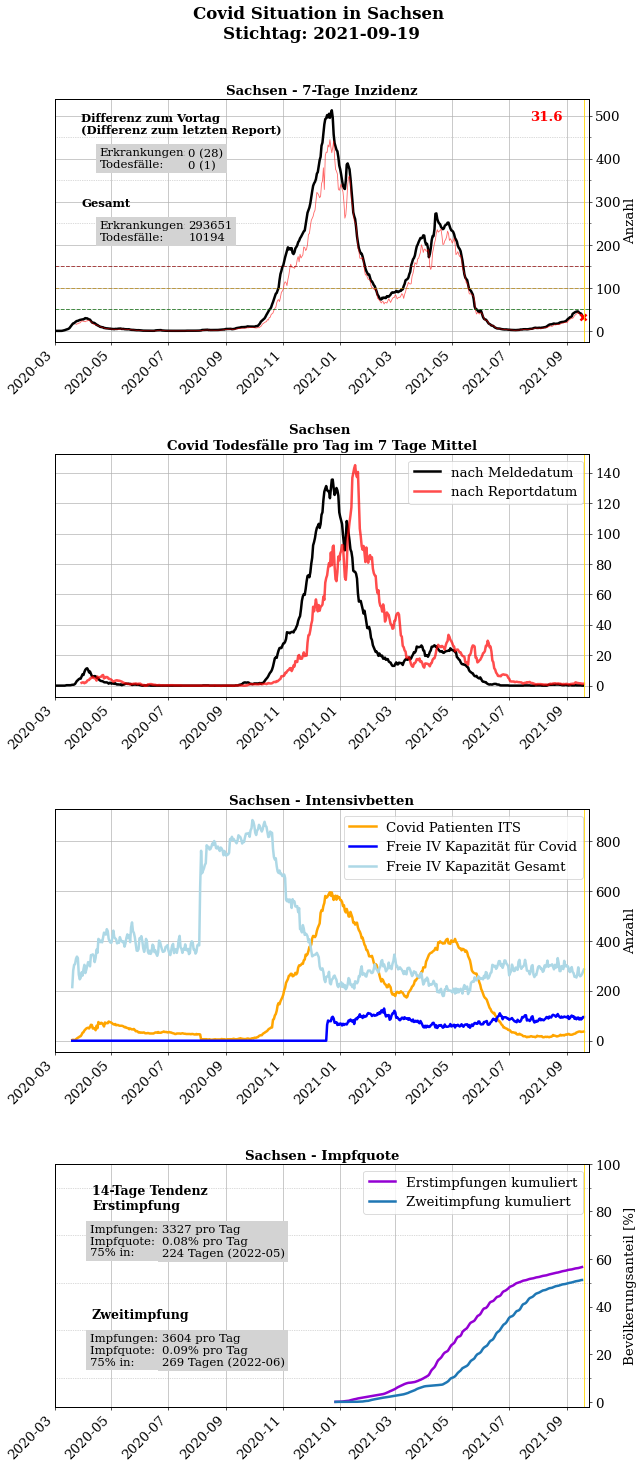 Covid Situation in Sachsen
Stichtag: 2021-09-19
Sachsen - 7-Tage Inzidenz
Differenz zum Vortag
(Differenz zum letzten Report)
31.6
Erkrankungen 0 (28)
Todesfälle: 0 (1)
Gesamt
Erkrankungen 293651
Todesfälle: 10194
500
400
300
200
100
0
Anzahl
2020-03 2020-05 2020-07 2020-09 2020-11 2021-01 2021-03 2021-05 2021-07 2021-09
Sachsen
Covid Todesfälle pro Tag im 7 Tage Mittel
nach Meldedatum
nach Reportdatum
140
120
100
80
60
40
20
0
2020-03 2020-05 2020-07 2020-09 2020-11 2021-01 2021-03 2021-05 2021-07 2021-09
Sachsen - Intensivbetten
Covid Patienten ITS
Freie IV Kapazität für Covid
Freie IV Kapazität Gesamt
800
600
400
200
0
Anzahl
2020-03 2020-05 2020-07 2020-09 2020-11 2021-01 2021-03 2021-05 2021-07 2021-09
Sachsen - Impfquote
14-Tage Tendenz
Erstimpfung
Impfungen: 3327 pro Tag
Impfquote: 0.08% pro Tag
75% in: 224 Tagen (2022-05)
Zweitimpfung
Impfungen: 3604 pro Tag
Impfquote: 0.09% pro Tag
75% in: 269 Tagen (2022-06)
Erstimpfungen kumuliert
Zweitimpfung kumuliert
100
80
60
40
20
0
Bevölkerungsanteil [%]
2020-03 2020-05 2020-07 2020-09 2020-11 2021-01 2021-03 2021-05 2021-07 2021-09